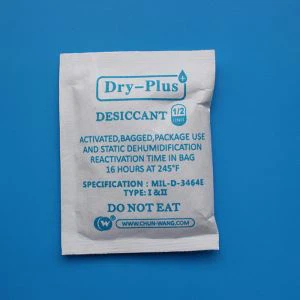 Dry-Plus+
DESICCANT 1/2 UNIT
ACTIVATED,BAGGED,PACKAGE USE
AND STATIC DEHUMIDIFICATION
REACTIVATION TIME IN BAG
16 HOURS AT 245°F
SPECIFICATION : MIL-D-3464E
TYPE: I &II
DO NOT EAT
CW® WWW.CHUN-WANG.COM